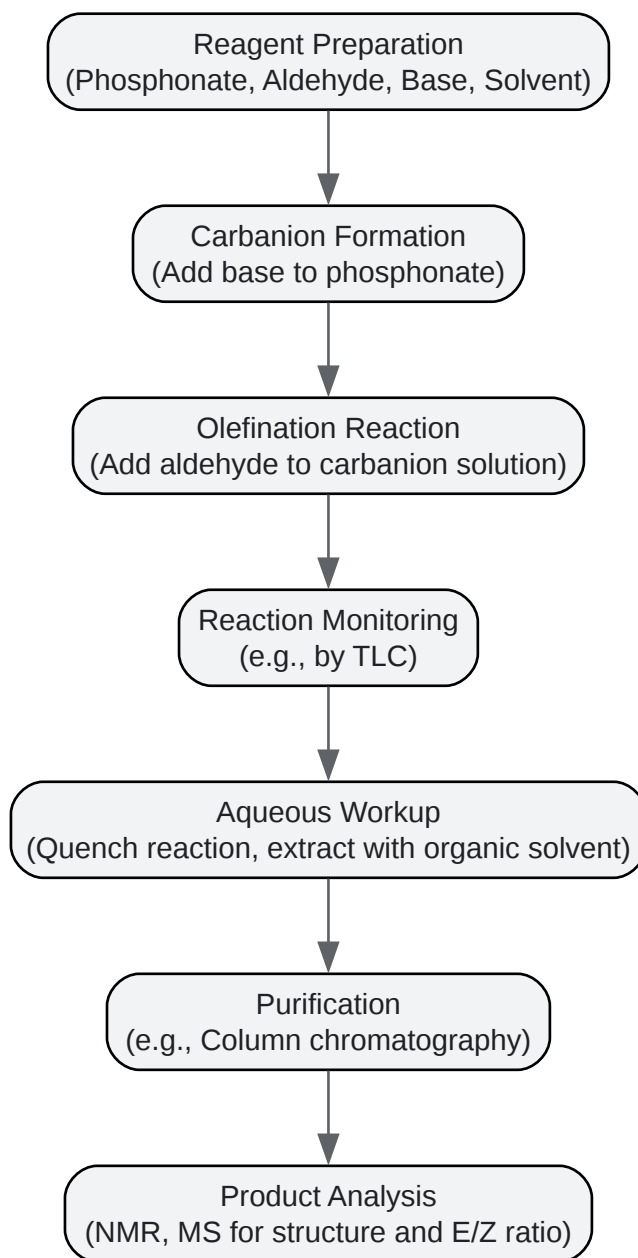 Reagent Preparation
(Phosphonate, Aldehyde, Base, Solvent)
Carbanion Formation
(Add base to phosphonate)
Olefination Reaction
(Add aldehyde to carbanion solution)
Reaction Monitoring
(e.g., by TLC)
Aqueous Workup
(Quench reaction, extract with organic solvent)
Purification
(e.g., Column chromatography)
Product Analysis
(NMR, MS for structure and E/Z ratio)